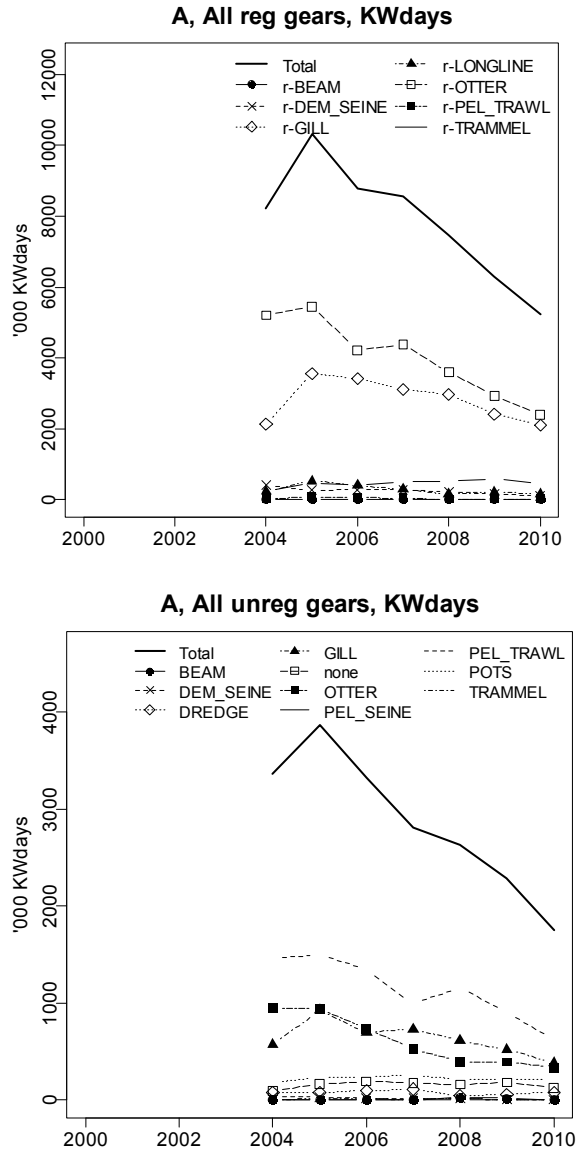 A, All reg gears, KWdays
Total r-LONGLINE
r-BEAM r-OTTER
r-DEM_SEINE r-PEL_TRAWL
r-GILL r-TRAMMEL
'000 KWdays
12000
10000
8000
6000
4000
2000
0
2000 2002 2004 2006 2008 2010
A, All unreg gears, KWdays
Total GILL PEL_TRAWL
BEAM none POTS
DEM_SEINE OTTER TRAMMEL
DREDGE PEL_SEINE
'000 KWdays
4000
3000
2000
1000
0
2000 2002 2004 2006 2008 2010